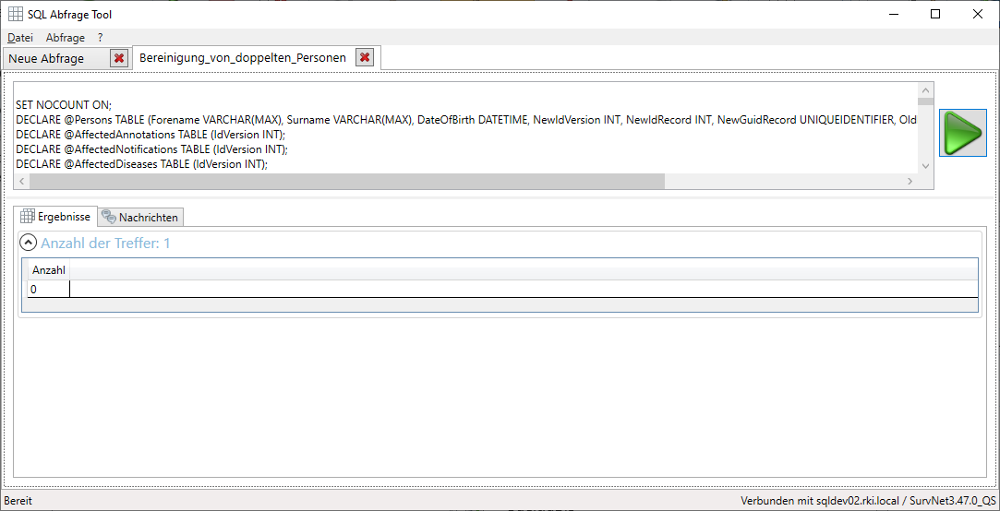 SQL Abfrage Tool
Datei Abfrage ?
Neue Abfrage Bereinigung_von_doppelten_Personen
SET NOCOUNT ON;
DECLARE @Persons TABLE (Forename VARCHAR(MAX), Surname VARCHAR(MAX), DateOfBirth DATETIME, NewIdVersion INT, NewIdRecord INT, NewGuidRecord UNIQUEIDENTIFIER, Old
DECLARE @AffectedAnnotations TABLE (IdVersion INT);
DECLARE @AffectedNotifications TABLE (IdVersion INT);
DECLARE @AffectedDiseases TABLE (IdVersion INT);
Ergebnisse Nachrichten
Anzahl der Treffer: 1
Anzahl
0
Bereit Verbunden mit sqldev02.rki.local / SurvNet3.47.0_QS